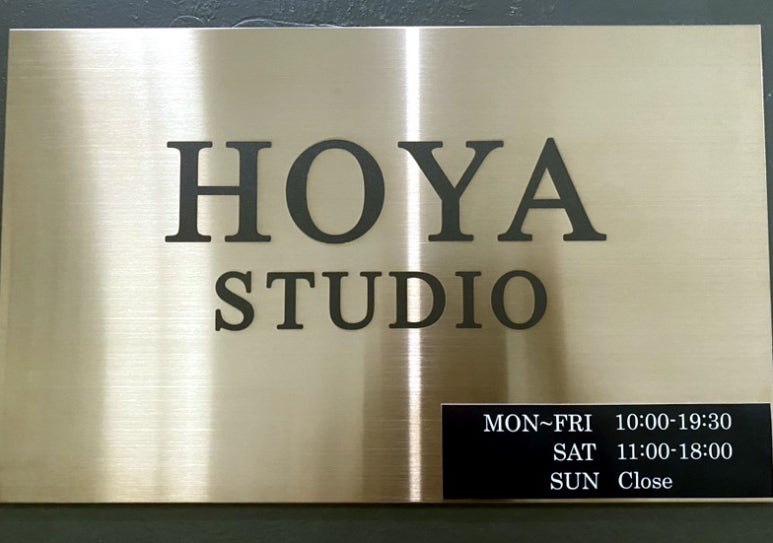 HOYA
STUDIO
MON~FRI 10:00-19:30
SAT 11:00-18:00
SUN Close